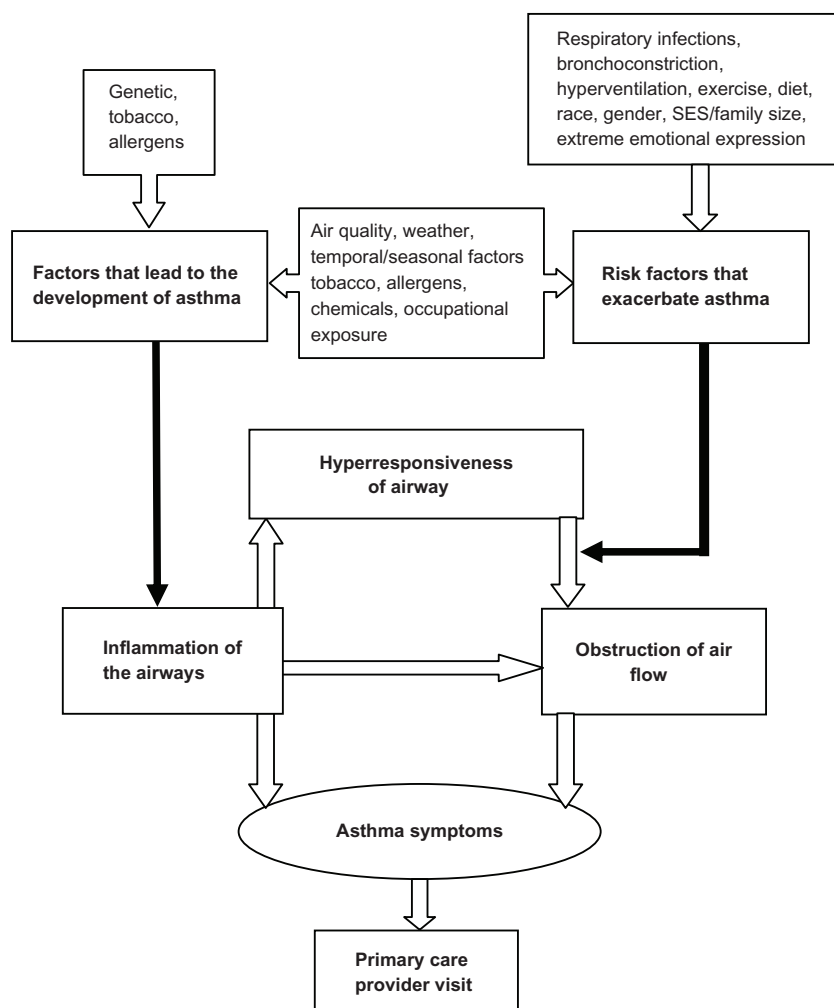 Respiratory infections,
bronchoconstriction,
hyperventilation, exercise, diet,
race, gender, SES/family size,
extreme emotional expression
Genetic,
tobacco,
allergens
Air quality, weather,
temporal/seasonal factors
tobacco, allergens,
chemicals, occupational
exposure
Factors that lead to the
development of asthma
Risk factors that
exacerbate asthma
Hyperresponsiveness
of airway
Inflammation of
the airways
Obstruction of air
flow
Asthma symptoms
Primary care
provider visit